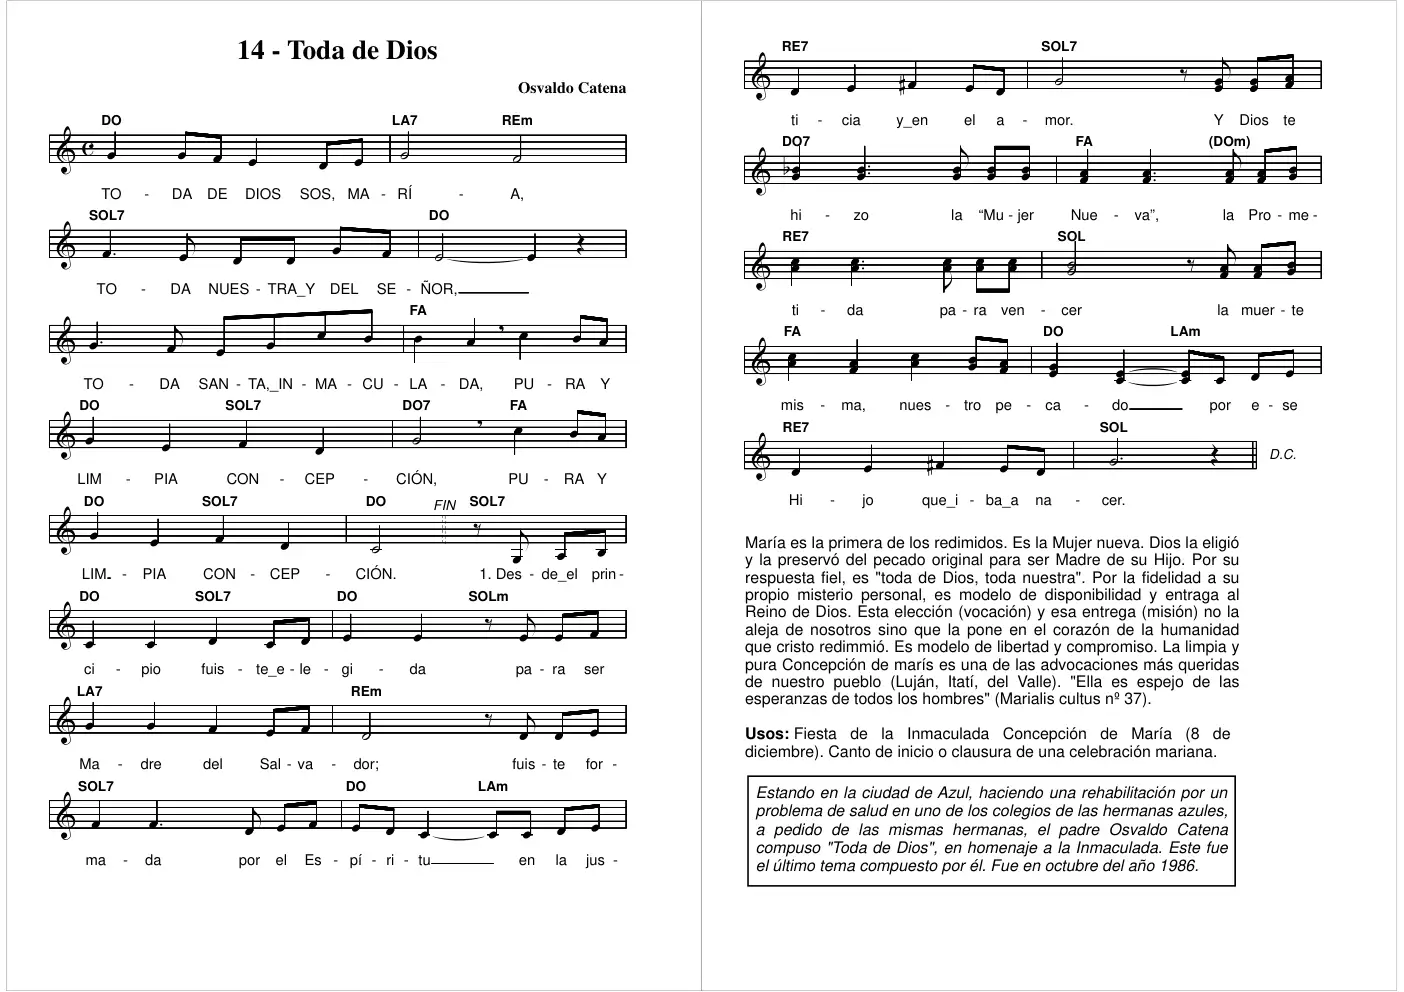 14 - Toda de Dios
Osvaldo Catena
DO LA7 REm
TO - DA DE DIOS SOS, MA - RÍ - A,
SOL7 DO
TO - DA NUES - TRA_Y DEL SE - ÑOR,
FA
TO - DA SAN - TA,_IN - MA - CU - LA - DA, PU - RA Y
DO SOL7 DO7 FA
LIM - PIA CON - CEP - CIÓN, PU - RA Y
DO SOL7 DO FIN SOL7
LIM. - PIA CON - CEP - CIÓN. 1. Des - de_el prin -
DO SOL7 DO SOLm
ci - pio fuis - te_e - le - gi - da pa - ra ser
LA7 REm
Ma - dre del Sal - va - dor; fuis - te for -
SOL7 DO LAm
ma - da por el Es - pí - ri - tu en la jus -
RE7 SOL7
ti - cia y_en el a - mor. Y Dios te
DO7 FA (DOm)
hi - zo la “Mu - jer Nue - va”, la Pro - me -
RE7 SOL
ti - da pa - ra ven - cer la muer - te
FA DO LAm
mis - ma, nues - tro pe - ca - do por e - se
RE7 SOL
D.C.
Hi - jo que_i - ba_a na - cer.
María es la primera de los redimidos. Es la Mujer nueva. Dios la eligió
y la preservó del pecado original para ser Madre de su Hijo. Por su
respuesta fiel, es "toda de Dios, toda nuestra". Por la fidelidad a su
propio misterio personal, es modelo de disponibilidad y entraga al
Reino de Dios. Esta elección (vocación) y esa entrega (misión) no la
aleja de nosotros sino que la pone en el corazón de la humanidad
que cristo redimmió. Es modelo de libertad y compromiso. La limpia y
pura Concepción de marís es una de las advocaciones más queridas
de nuestro pueblo (Luján, Itatí, del Valle). "Ella es espejo de las
esperanzas de todos los hombres" (Marialis cultus nº 37).
Usos: Fiesta de la Inmaculada Concepción de María (8 de
diciembre). Canto de inicio o clausura de una celebración mariana.
Estando en la ciudad de Azul, haciendo una rehabilitación por un
problema de salud en uno de los colegios de las hermanas azules,
a pedido de las mismas hermanas, el padre Osvaldo Catena
compuso "Toda de Dios", en homenaje a la Inmaculada. Este fue
el último tema compuesto por él. Fue en octubre del año 1986.